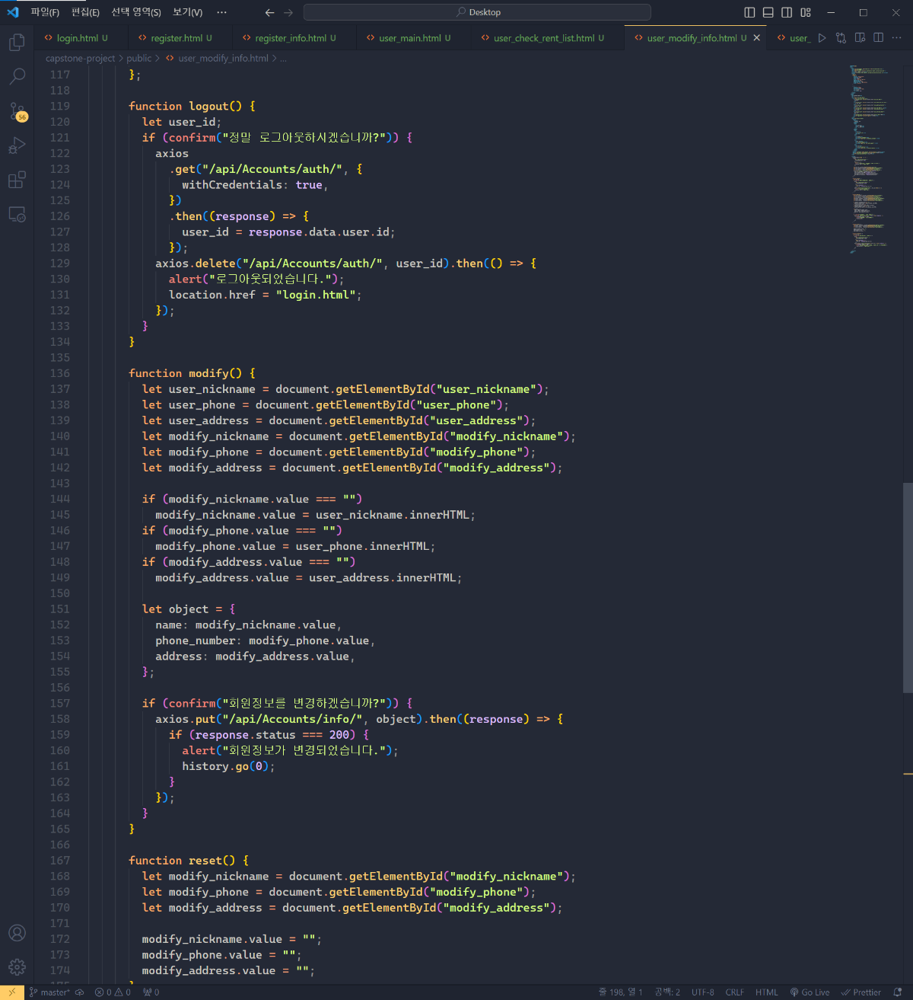 파일(F) 편집(E) 선택 영역(S) 보기(V) ··· Desktop
login.html U register.html U register_info.html U user_main.html U user_check_rent_list.html U user_modify_info.html U user_
capstone-project > public > user_modify_info.html > ...
56
117 };
118
119 function logout() {
120 let user_id;
121 if (confirm("정말 로그아웃하시겠습니까?")) {
122 axios
123 .get("/api/Accounts/auth/", {
124 withCredentials: true,
125 })
126 .then((response) => {
127 user_id = response.data.user.id;
128 });
129 axios.delete("/api/Accounts/auth/", user_id).then(() => {
130 alert("로그아웃되었습니다.");
131 location.href = "login.html";
132 });
133 }
134 }
135
136 function modify() {
137 let user_nickname = document.getElementById("user_nickname");
138 let user_phone = document.getElementById("user_phone");
139 let user_address = document.getElementById("user_address");
140 let modify_nickname = document.getElementById("modify_nickname");
141 let modify_phone = document.getElementById("modify_phone");
142 let modify_address = document.getElementById("modify_address");
143
144 if (modify_nickname.value === "")
145 modify_nickname.value = user_nickname.innerHTML;
146 if (modify_phone.value === "")
147 modify_phone.value = user_phone.innerHTML;
148 if (modify_address.value === "")
149 modify_address.value = user_address.innerHTML;
150
151 let object = {
152 name: modify_nickname.value,
153 phone_number: modify_phone.value,
154 address: modify_address.value,
155 };
156
157 if (confirm("회원정보를 변경하겠습니까?")) {
158 axios.put("/api/Accounts/info/", object).then((response) => {
159 if (response.status === 200) {
160 alert("회원정보가 변경되었습니다.");
161 history.go(0);
162 }
163 });
164 }
165 }
166
167 function reset() {
168 let modify_nickname = document.getElementById("modify_nickname");
169 let modify_phone = document.getElementById("modify_phone");
170 let modify_address = document.getElementById("modify_address");
171
172 modify_nickname.value = "";
173 modify_phone.value = "";
174 modify_address.value = "";
master* 0 0 0 줄 198, 열 1 공백: 2 UTF-8 CRLF HTML Go Live Prettier